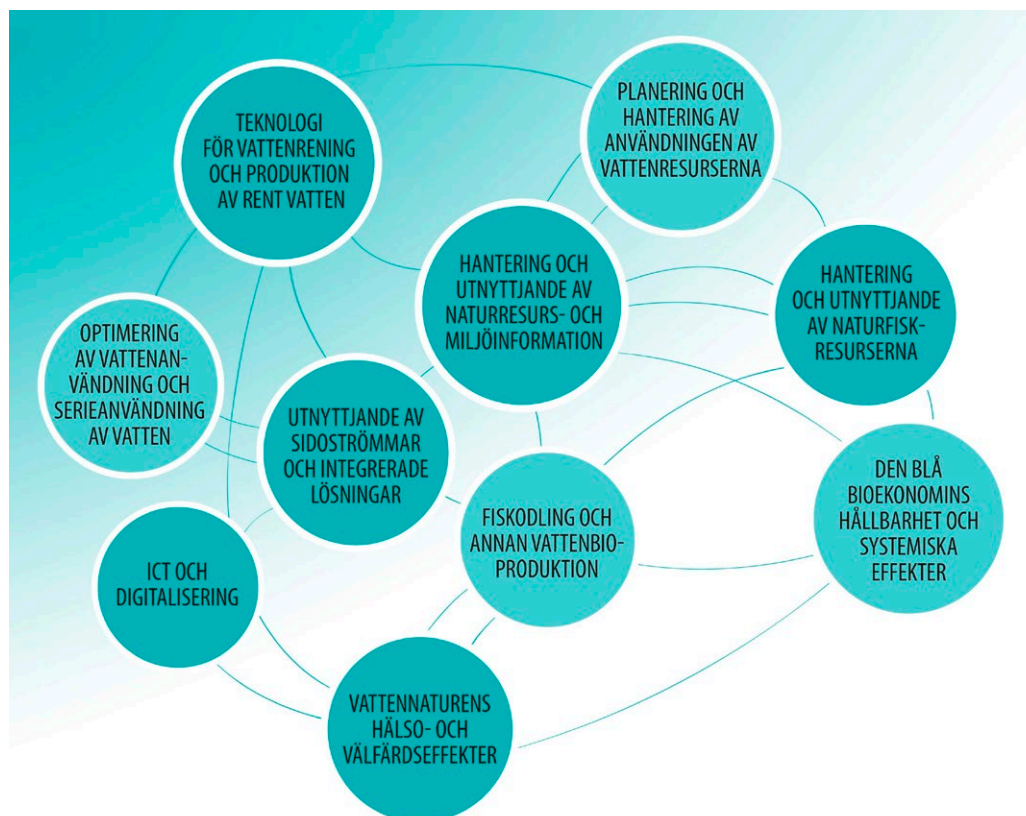 TEKNOLOGI
FÖR VATTENRENING
OCH PRODUKTION
AV RENT VATTEN
PLANERING OCH
HANTERING AV
ANVÄNDNINGEN AV
VATTENRESURSERNA
HANTERING OCH
UTNYTTJANDE AV
NATURRESURS- OCH
MILJÖINFORMATION
HANTERING
OCH UTNYTTJANDE
AV NATURFISK-
RESURSERNA
OPTIMERING
AV VATTENAN-
VÄNDNING OCH
SERIEANVÄNDNING
AV VATTEN
UTNYTTJANDE AV
SIDOSTRÖMMAR
OCH INTEGRERADE
LÖSNINGAR
DEN BLÅ
BIOEKONOMINS
HÅLLBARHET OCH
SYSTEMISKA
EFFEKTER
FISKODLING OCH
ANNAN VATTENBIO-
PRODUKTION
ICT OCH
DIGITALISERING
VATTENNATURENS
HÄLSO- OCH
VÄLFÄRDSEFFEKTER